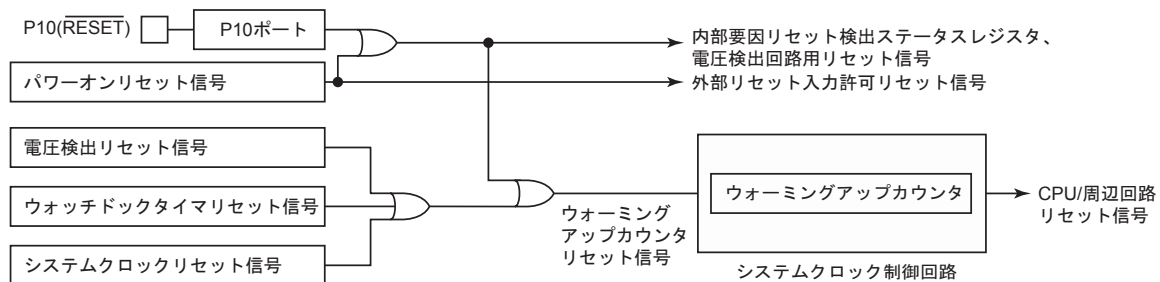 P10(RESET)
P10ポート
内部要因リセット検出ステータスレジスタ、
電圧検出回路用リセット信号
パワーオンリセット信号
外部リセット入力許可リセット信号
電圧検出リセット信号
ウォッチドックタイマリセット信号
システムクロックリセット信号
ウォーミング
アップカウンタ
リセット信号
ウォーミングアップカウンタ
システムクロック制御回路
CPU/周辺回路
リセット信号